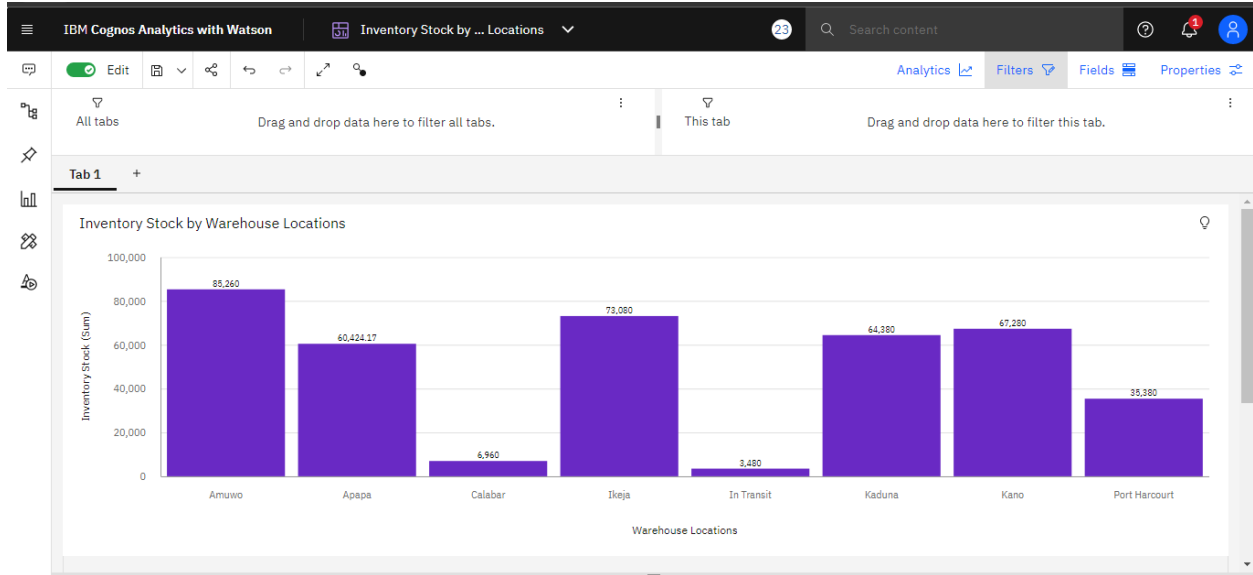 IBM Cognos Analytics with Watson
Inventory Stock by ... Locations
23
Search content
1
Edit
Analytics
Filters
Fields
Properties
All tabs
Drag and drop data here to filter all tabs.
This tab
Drag and drop data here to filter this tab.
Tab 1
+
Inventory Stock by Warehouse Locations
Inventory Stock (Sum)
100,000
80,000
60,000
40,000
20,000
0
85,260
60,424.17
6,960
73,080
3,480
64,380
67,280
35,380
Amuwo
Apapa
Calabar
Ikeja
In Transit
Kaduna
Kano
Port Harcourt
Warehouse Locations